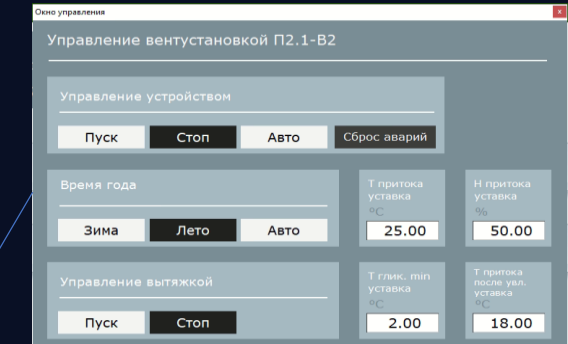 Окно управления
x
Управление вентустановкой П2.1-В2
Управление устройством
Пуск Стоп Авто Сброс аварий
Время года
Зима Лето Авто
Т притока
уставка
°C
25.00
Н притока
уставка
%
50.00
Управление вытяжкой
Пуск Стоп
Т глик. min
уставка
°C
2.00
Т притока
после увл.
уставка
°C
18.00